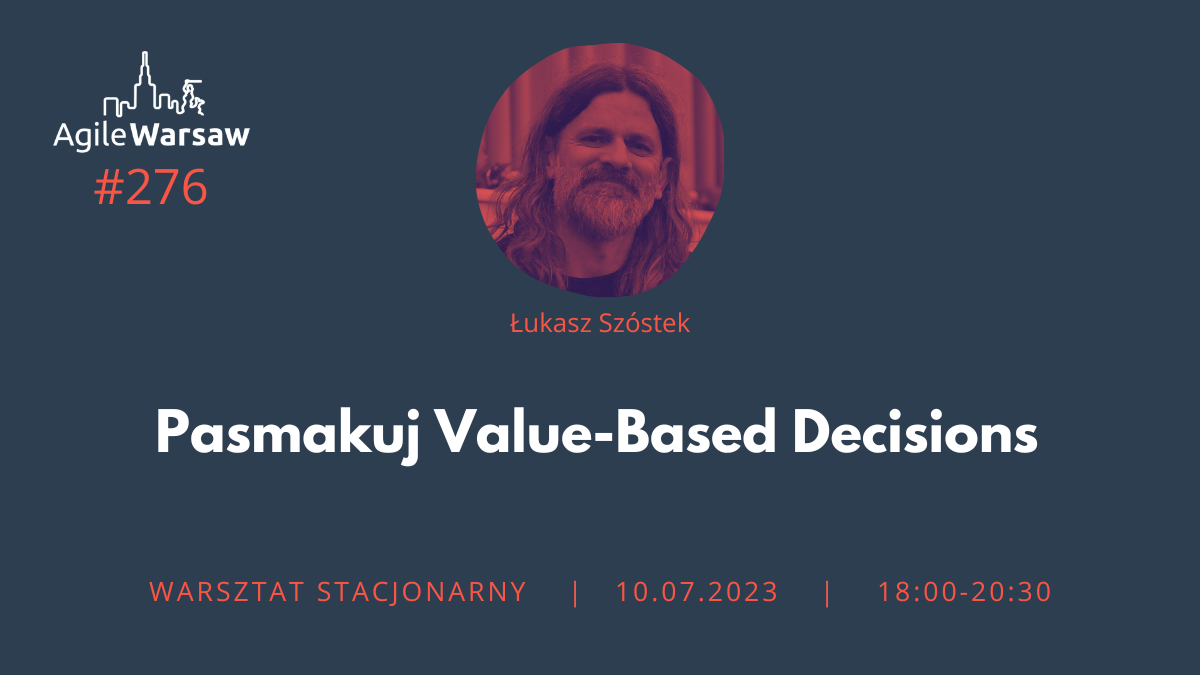 AgileWarsaw
#276
Łukasz Szóstek
Pasmakuj Value-Based Decisions
WARSZTAT STACJONARNY | 10.07.2023 | 18:00-20:30